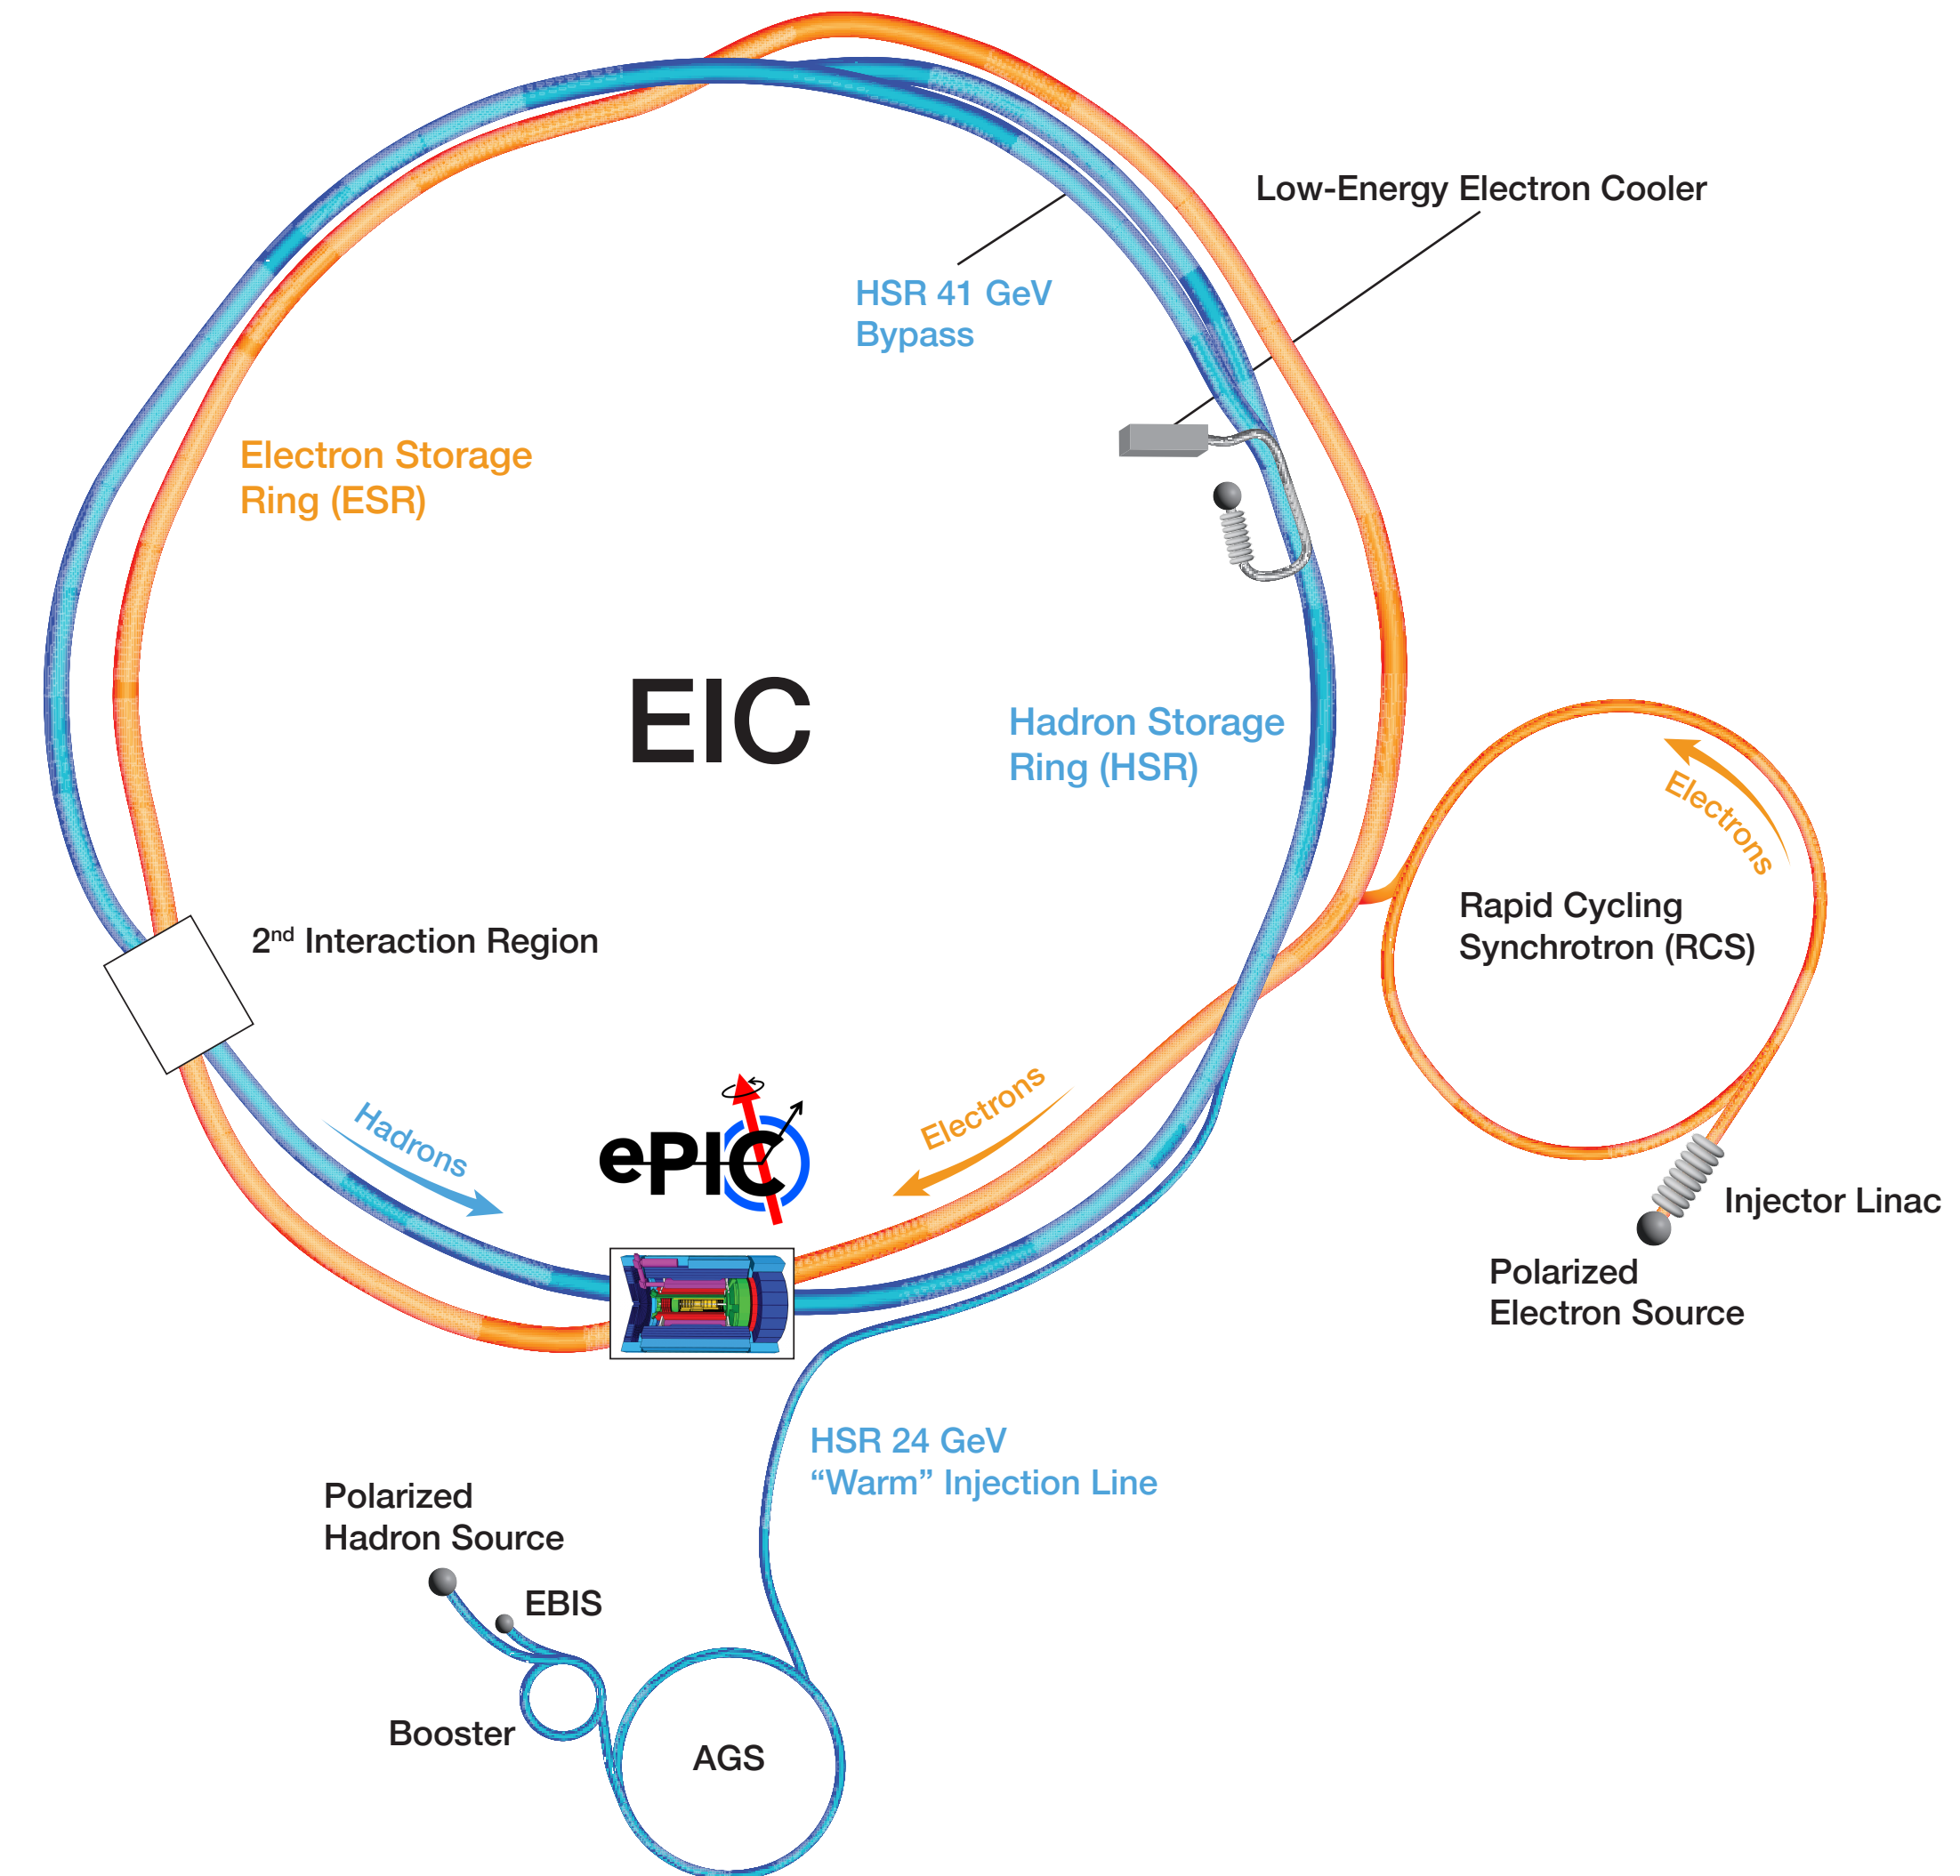 Low-Energy Electron Cooler
HSR 41 GeV
Bypass
Electron Storage
Ring (ESR)
EIC
Hadron Storage
Ring (HSR)
Electrons
Rapid Cycling
Synchrotron (RCS)
2nd Interaction Region
Hadrons
ePIC
Electrons
Injector Linac
Polarized
Electron Source
HSR 24 GeV
“Warm” Injection Line
Polarized
Hadron Source
EBIS
Booster
AGS